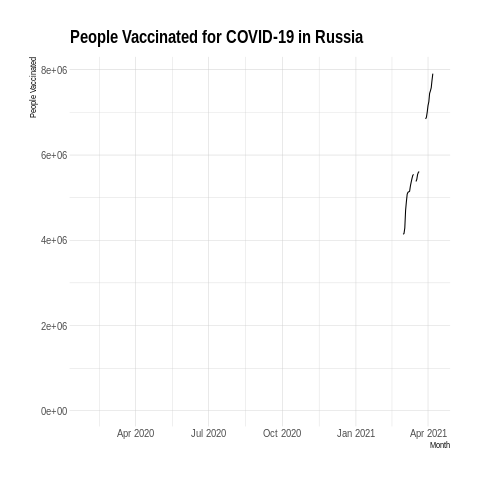 People Vaccinated for COVID-19 in Russia
People Vaccinated
8e+06
6e+06
4e+06
2e+06
0e+00
Apr 2020 Jul 2020 Oct 2020 Jan 2021 Apr 2021
Month